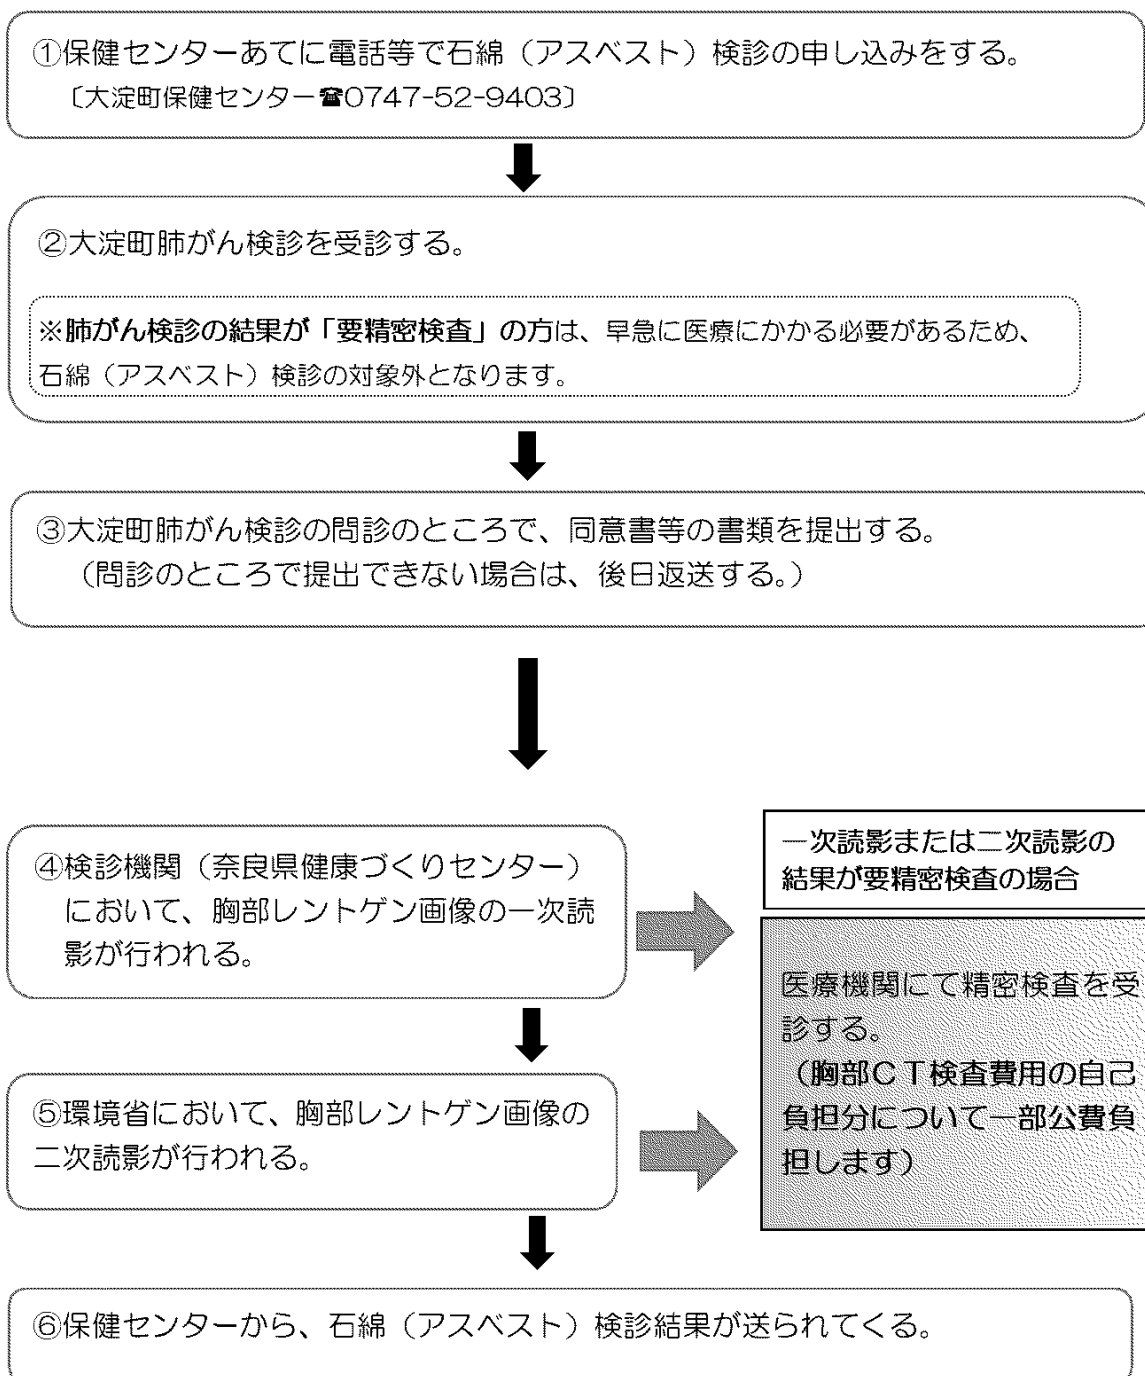 ①保健センターあてに電話等で石綿（アスベスト）検診の申し込みをする。
〔大淀町保健センター☎0747-52-9403〕
②大淀町肺がん検診を受診する。
※肺がん検診の結果が「要精密検査」の方は、早急に医療にかかる必要があるため、
石綿（アスベスト）検診の対象外となります。
③大淀町肺がん検診の問診のところで、同意書等の書類を提出する。
（問診のところで提出できない場合は、後日返送する。）
④検診機関（奈良県健康づくりセンター）
において、胸部レントゲン画像の一次読
影が行われる。
一次読影または二次読影の
結果が要精密検査の場合
医療機関にて精密検査を受
診する。
（胸部ＣＴ検査費用の自己
負担分について一部公費負
担します）
⑤環境省において、胸部レントゲン画像の
二次読影が行われる。
⑥保健センターから、石綿（アスベスト）検診結果が送られてくる。